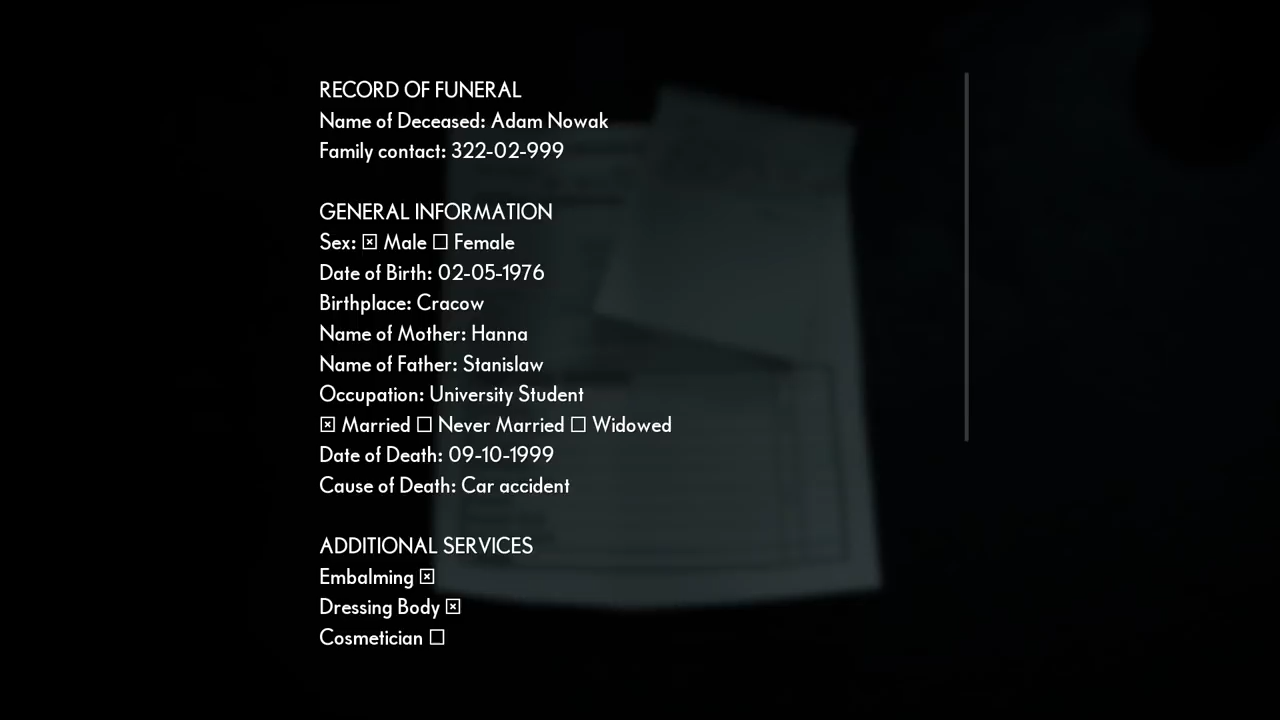 RECORD OF FUNERAL
Name of Deceased: Adam Nowak
Family contact: 322-02-999
GENERAL INFORMATION
Sex: ☒ Male ☐ Female
Date of Birth: 02-05-1976
Birthplace: Cracow
Name of Mother: Hanna
Name of Father: Stanislaw
Occupation: University Student
☒ Married ☐ Never Married ☐ Widowed
Date of Death: 09-10-1999
Cause of Death: Car accident
ADDITIONAL SERVICES
Embalming ☒
Dressing Body ☒
Cosmetician ☐